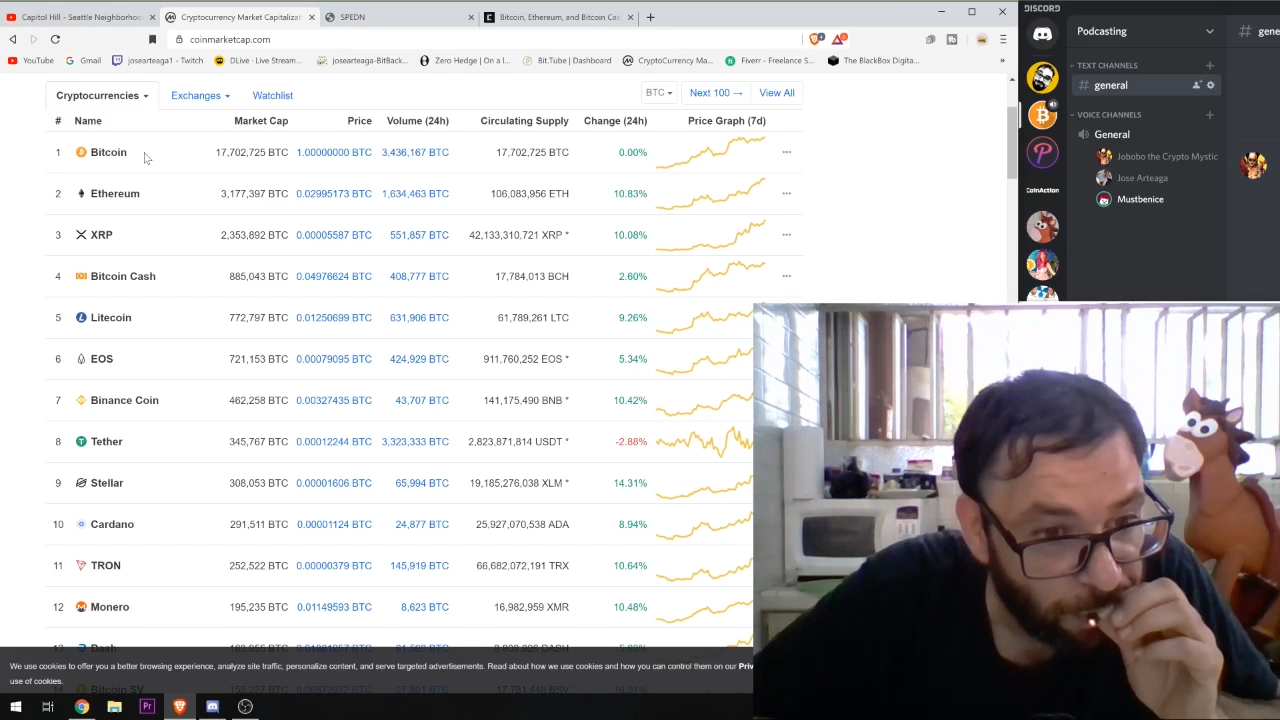 Capitol Hill - Seattle Neighborhoo
Cryptocurrency Market Capitalizat
SPEDN
Bitcoin, Ethereum, and Bitcoin Ca
coinmarketcap.com
YouTube
Gmail
josearteaga1 - Twitch
DLive · Live Stream...
josearteaga-BitBack...
Zero Hedge | On a l...
Bit.Tube | Dashboard
CryptoCurrency Ma...
Fiverr - Freelance S...
The BlackBox Digita...
Cryptocurrencies
Exchanges
Watchlist
BTC
Next 100 →
View All
# Name Market Cap Price Volume (24h) Circulating Supply Change (24h) Price Graph (7d)
1 Bitcoin 17,702,725 BTC 1.00000000 BTC 3,436,167 BTC 17,702,725 BTC 0.00%
2 Ethereum 3,177,397 BTC 0.02995173 BTC 1,634,463 BTC 106,083,956 ETH 10.83%
3 XRP 2,353,892 BTC 0.00005587 BTC 551,857 BTC 42,133,310,721 XRP * 10.08%
4 Bitcoin Cash 885,043 BTC 0.04976624 BTC 408,777 BTC 17,784,013 BCH 2.60%
5 Litecoin 772,797 BTC 0.01250699 BTC 631,906 BTC 61,789,261 LTC 9.26%
6 EOS 721,153 BTC 0.00079095 BTC 424,929 BTC 911,760,252 EOS * 5.34%
7 Binance Coin 462,258 BTC 0.00327435 BTC 43,707 BTC 141,175,490 BNB * 10.42%
8 Tether 345,767 BTC 0.00012244 BTC 3,323,333 BTC 2,823,871,814 USDT * -2.88%
9 Stellar 308,053 BTC 0.00001606 BTC 65,994 BTC 19,185,276,038 XLM * 14.31%
10 Cardano 291,511 BTC 0.00001124 BTC 24,877 BTC 25,927,070,538 ADA 8.94%
11 TRON 252,522 BTC 0.00000379 BTC 145,919 BTC 66,682,072,191 TRX 10.64%
12 Monero 195,235 BTC 0.01149593 BTC 8,623 BTC 16,982,959 XMR 10.48%
Dash
We use cookies to offer you a better browsing experience, analyze site traffic, personalize content, and serve targeted advertisements. Read about how we use cookies and how you can control them on our Priv
use of cookies.
Bitcoin SV
DISCORD
Podcasting
# gene
TEXT CHANNELS
# general
VOICE CHANNELS
General
Jobobo the Crypto Mystic
Jose Arteaga
Mustbenice
CoinAction
Pr